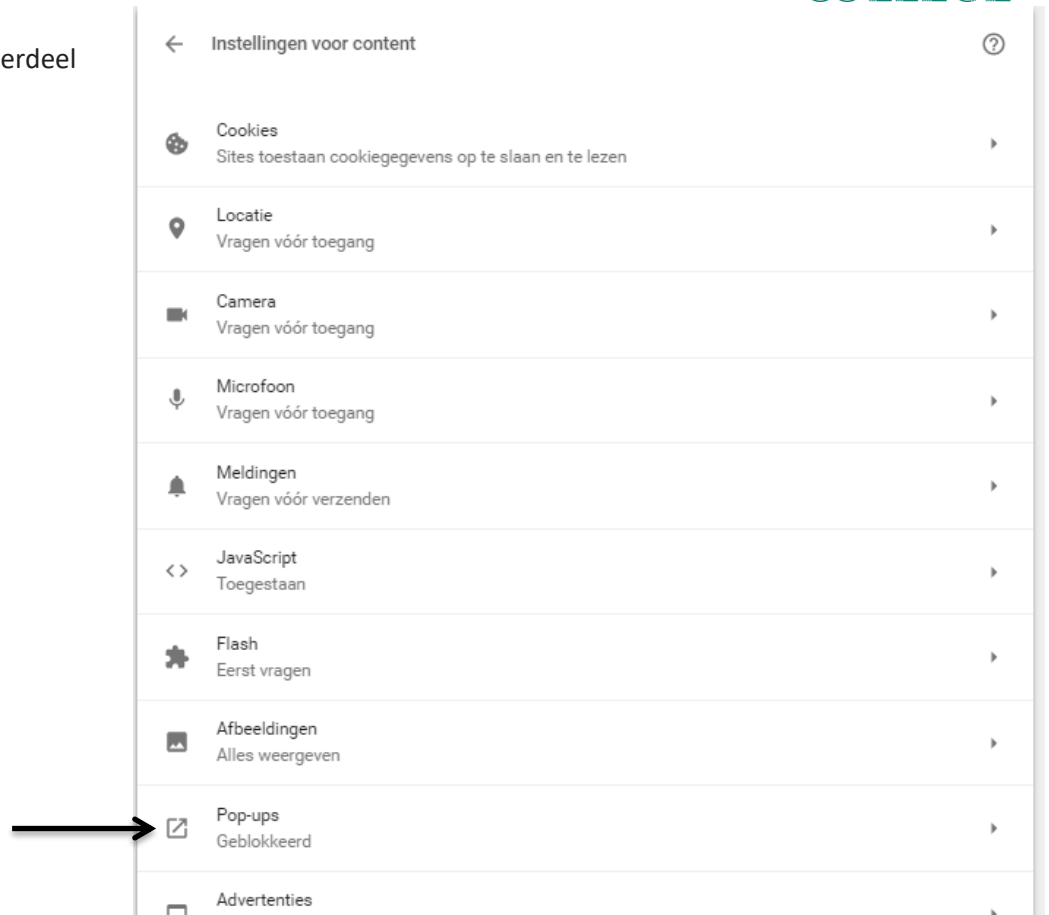 erdeel
Instellingen voor content
Cookies
Sites toestaan cookiegegevens op te slaan en te lezen
Locatie
Vragen vóór toegang
Camera
Vragen vóór toegang
Microfoon
Vragen vóór toegang
Meldingen
Vragen vóór verzenden
JavaScript
Toegestaan
Flash
Eerst vragen
Afbeeldingen
Alles weergeven
Pop-ups
Geblokkeerd
Advertenties